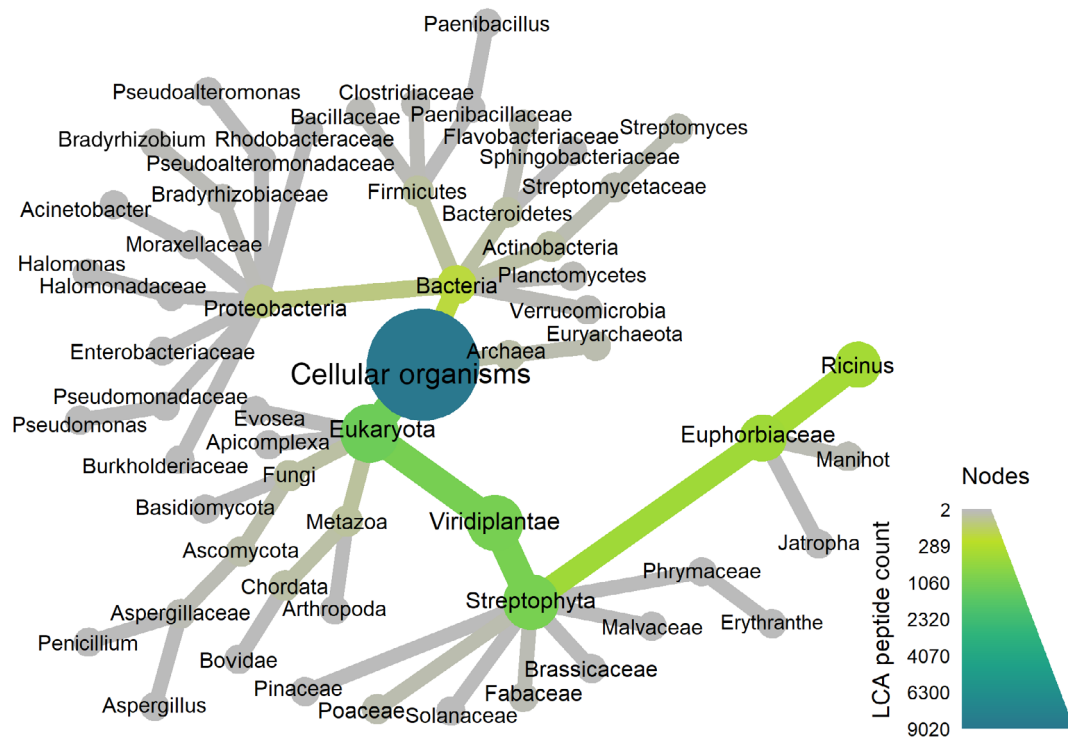 Paenibacillus
Pseudoalteromonas
Clostridiaceae
Bacillaceae
Paenibacillaceae
Bradyrhizobium
Rhodobacteraceae
Flavobacteriaceae
Streptomyces
Pseudoalteromonadaceae
Sphingobacteriaceae
Bradyrhizobiaceae
Firmicutes
Streptomycetaceae
Acinetobacter
Bacteroidetes
Moraxellaceae
Actinobacteria
Halomonas
Halomonadaceae
Bacteria
Planctomycetes
Proteobacteria
Verrucomicrobia
Euryarchaeota
Enterobacteriaceae
Archaea
Cellular organisms
Ricinus
Pseudomonadaceae
Pseudomonas
Evosea
Eukaryota
Euphorbiaceae
Apicomplexa
Burkholderiaceae
Fungi
Manihot
Basidiomycota
Metazoa
Viridiplantae
Jatropha
Ascomycota
Chordata
Phrymaceae
Aspergillaceae
Arthropoda
Streptophyta
Malvaceae
Erythranthe
Penicillium
Bovidae
Pinaceae
Brassicaceae
Fabaceae
Aspergillus
Poaceae
Solanaceae
Nodes
LCA peptide count
2
289
1060
2320
4070
6300
9020